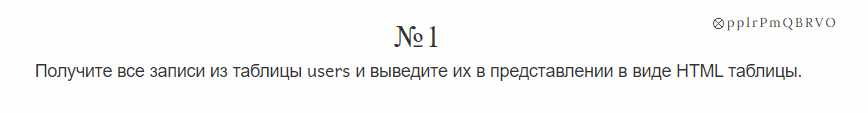 ⊗pplrPmQBRVO
№1
Получите все записи из таблицы users и выведите их в представлении в виде HTML таблицы.